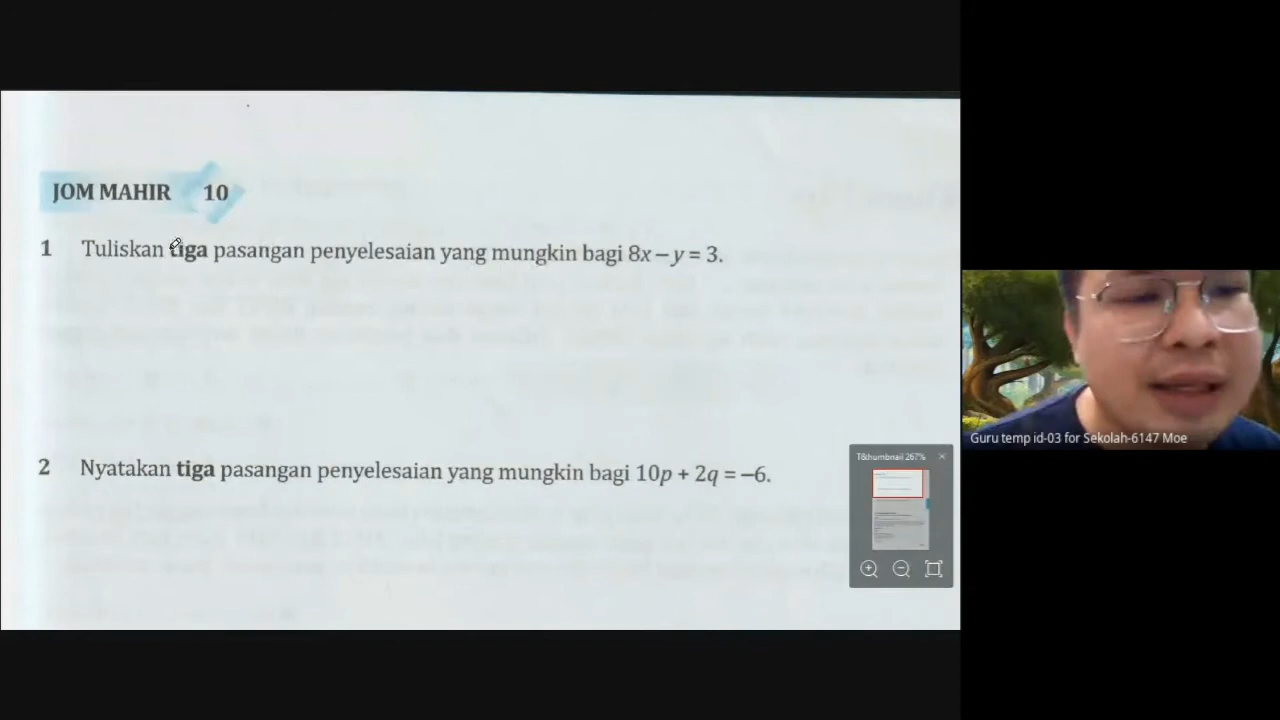 JOM MAHIR 10
1 Tuliskan tiga pasangan penyelesaian yang mungkin bagi 8x – y = 3.
2 Nyatakan tiga pasangan penyelesaian yang mungkin bagi 10p + 2q = –6.
T&humbnail 267%
Guru temp id-03 for Sekolah-6147 Moe